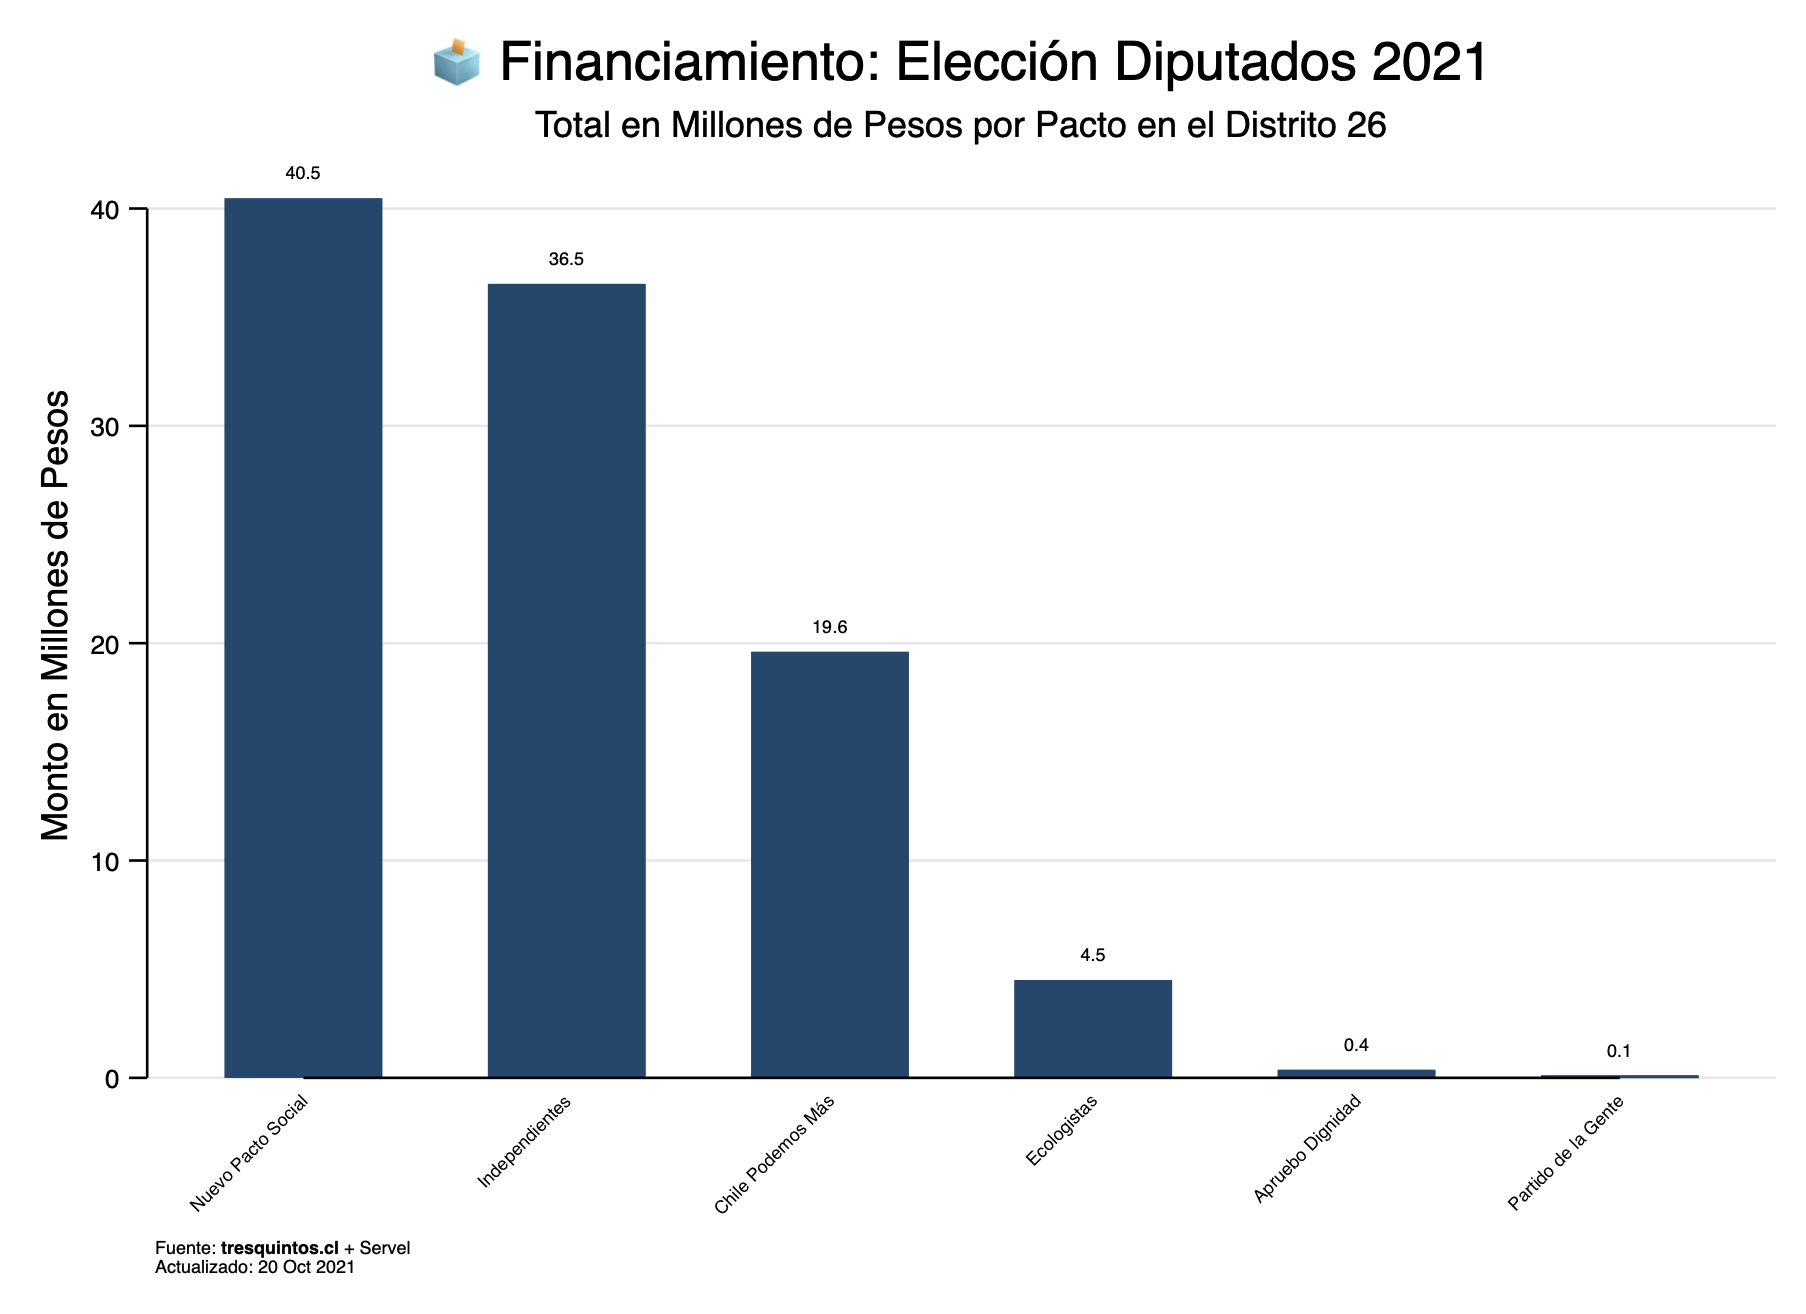 Financiamiento: Elección Diputados 2021
Total en Millones de Pesos por Pacto en el Distrito 26
Monto en Millones de Pesos
40
30
20
10
0
40.5
36.5
19.6
4.5
0.4
0.1
Nuevo Pacto Social
Independientes
Chile Podemos Más
Ecologistas
Apruebo Dignidad
Partido de la Gente
Fuente: tresquintos.cl + Servel
Actualizado: 20 Oct 2021